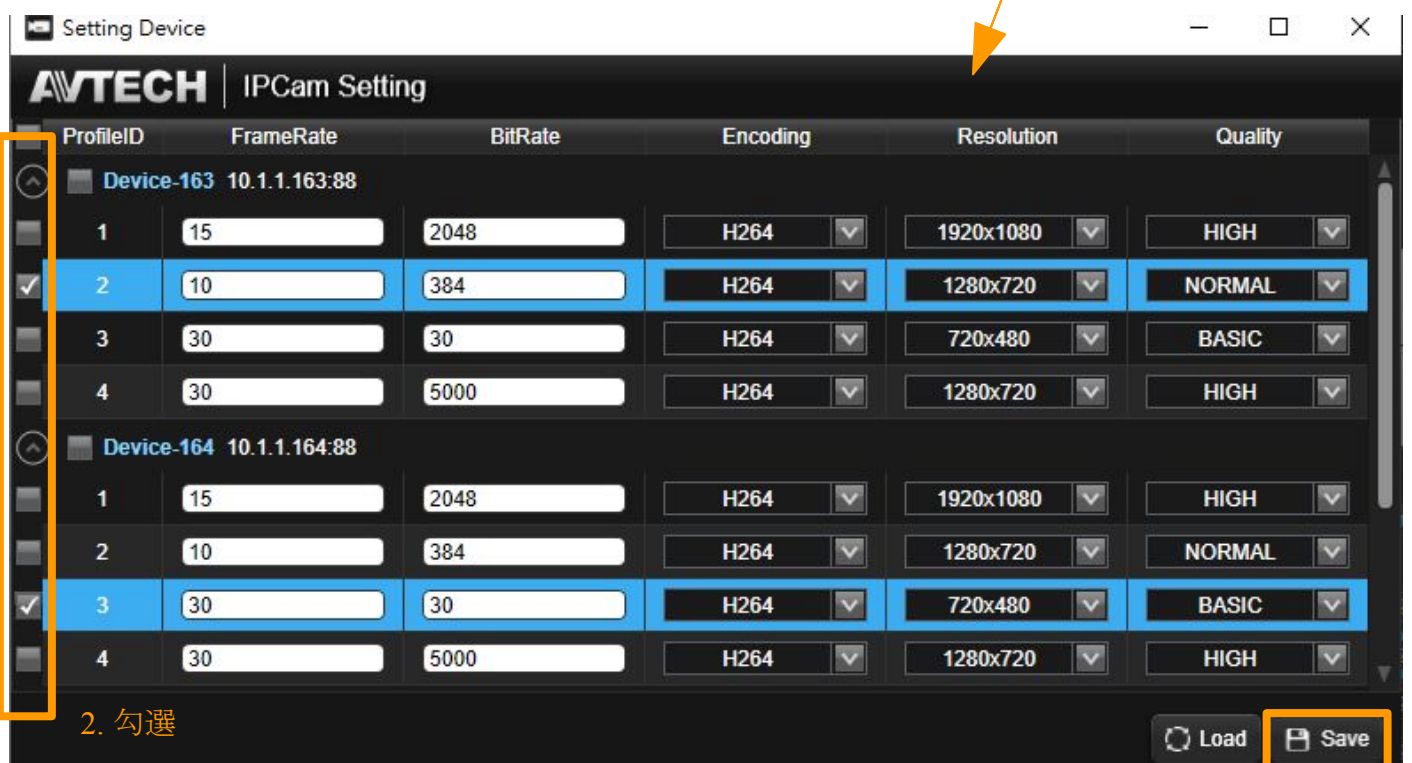 Setting Device
AVTECH | IPCam Setting
ProfileID FrameRate BitRate Encoding Resolution Quality
Device-163 10.1.1.163:88
1 15 2048 H264 1920x1080 HIGH
2 10 384 H264 1280x720 NORMAL
3 30 30 H264 720x480 BASIC
4 30 5000 H264 1280x720 HIGH
Device-164 10.1.1.164:88
1 15 2048 H264 1920x1080 HIGH
2 10 384 H264 1280x720 NORMAL
3 30 30 H264 720x480 BASIC
4 30 5000 H264 1280x720 HIGH
2. 勾選
Load Save